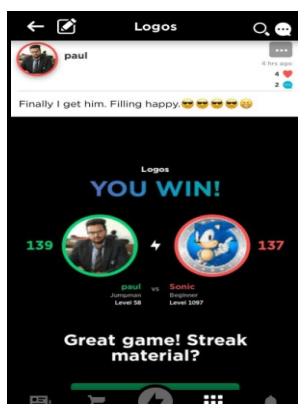 Logos
paul
4 hrs ago
4
2
Finally I get him. Filling happy.😎😎😎😎😁
Logos
YOU WIN!
139
137
paul vs Sonic
Jumpman Beginner
Level 58 Level 1097
Great game! Streak
material?